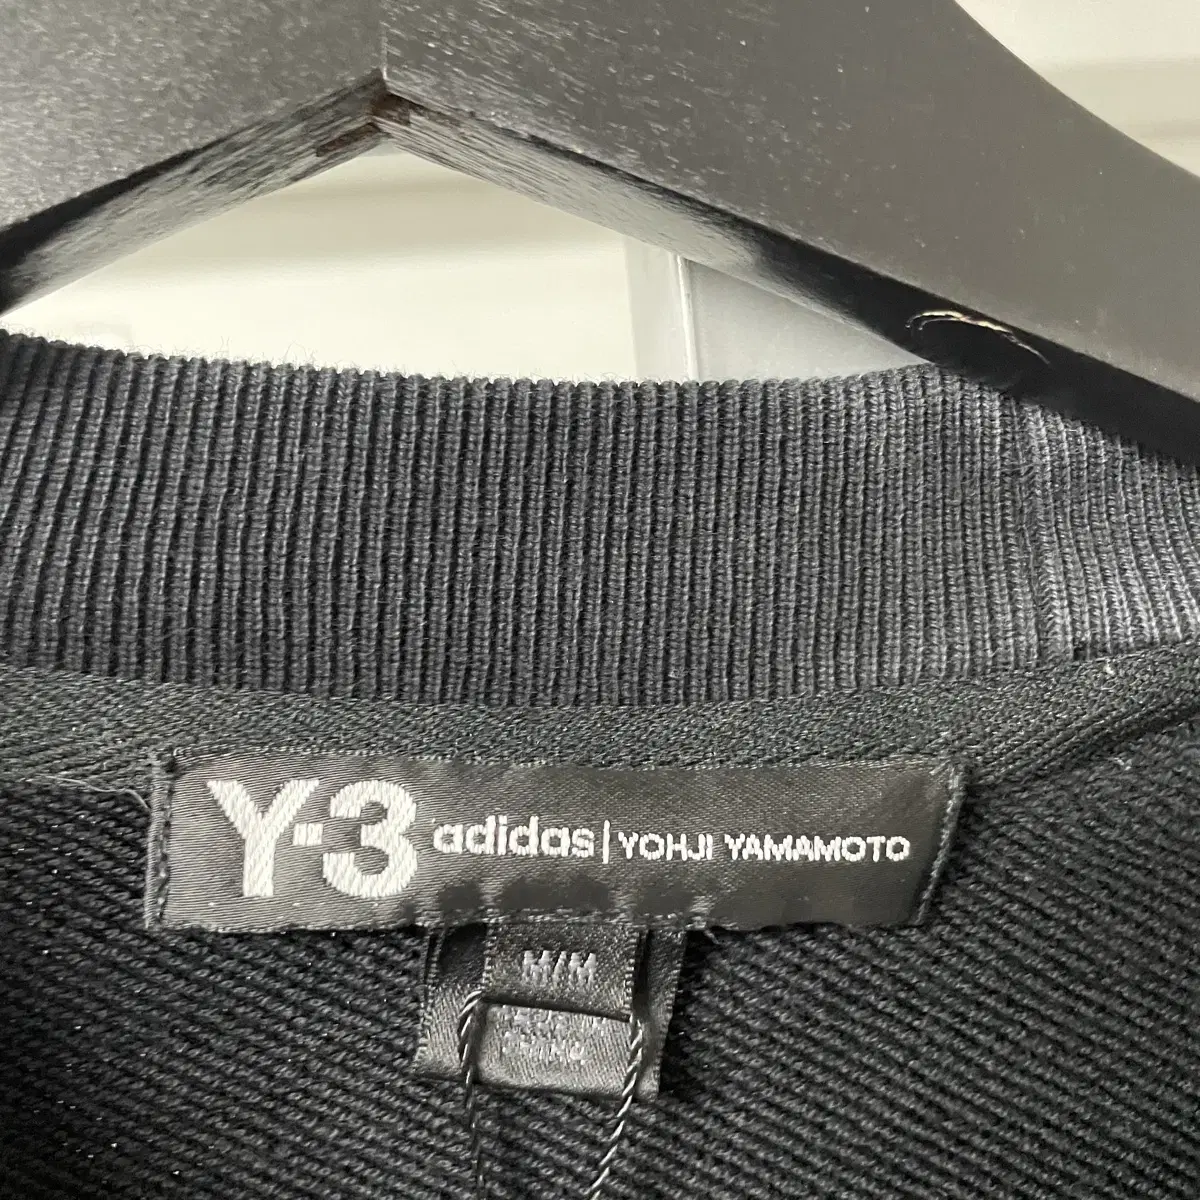 Y-3 adidas | YOHJI YAMAMOTO
M/M